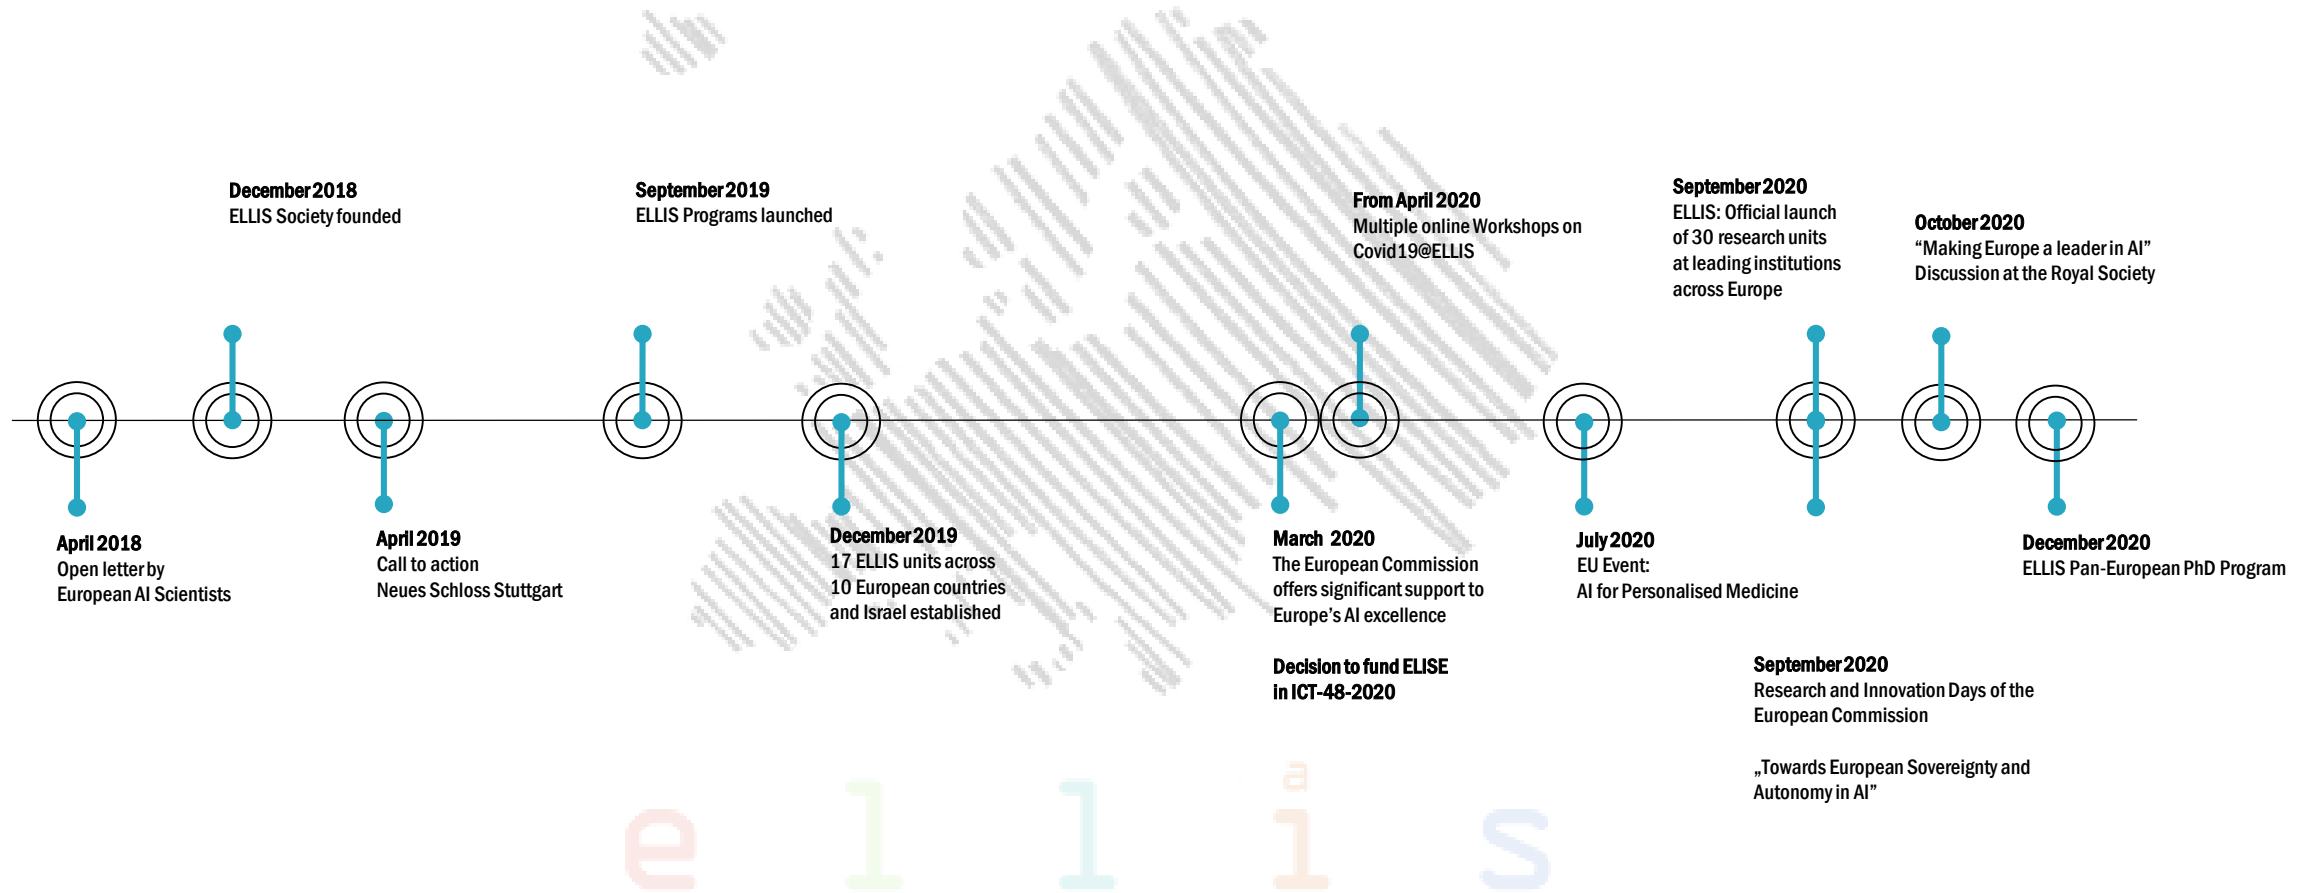 December 2018
ELLIS Society founded
September 2019
ELLIS Programs launched
From April 2020
Multiple online Workshops on
Covid19@ELLIS
September 2020
ELLIS: Official launch
of 30 research units
at leading institutions
across Europe
October 2020
“Making Europe a leader in AI”
Discussion at the Royal Society
April 2018
Open letter by
European AI Scientists
April 2019
Call to action
Neues Schloss Stuttgart
December 2019
17 ELLIS units across
10 European countries
and Israel established
March 2020
The European Commission
offers significant support to
Europe’s AI excellence
Decision to fund ELISE
in ICT-48-2020
July 2020
EU Event:
AI for Personalised Medicine
September 2020
Research and Innovation Days of the
European Commission
„Towards European Sovereignty and
Autonomy in AI”
December 2020
ELLIS Pan-European PhD Program
a
ellis